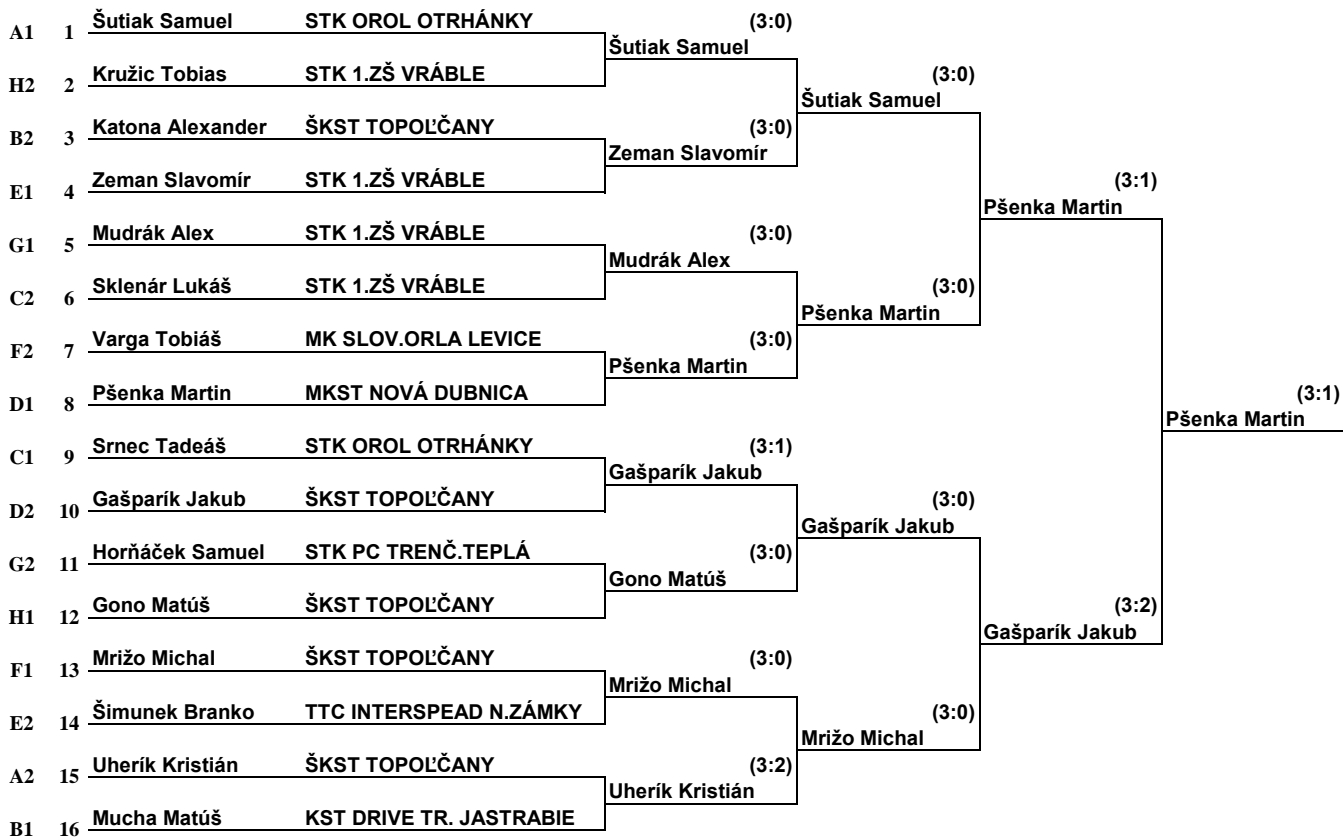 A1 1 Šutiak Samuel STK OROL OTRHÁNKY (3:0)
Šutiak Samuel
H2 2 Kružic Tobias STK 1.ZŠ VRÁBLE (3:0)
Šutiak Samuel
B2 3 Katona Alexander ŠKST TOPOĽČANY (3:0)
Zeman Slavomír
E1 4 Zeman Slavomír STK 1.ZŠ VRÁBLE (3:1)
Pšenka Martin
G1 5 Mudrák Alex STK 1.ZŠ VRÁBLE (3:0)
Mudrák Alex
C2 6 Sklenár Lukáš STK 1.ZŠ VRÁBLE (3:0)
Pšenka Martin
F2 7 Varga Tobiáš MK SLOV.ORLA LEVICE (3:0)
Pšenka Martin
D1 8 Pšenka Martin MKST NOVÁ DUBNICA (3:1)
Pšenka Martin
C1 9 Srnec Tadeáš STK OROL OTRHÁNKY (3:1)
Gašparík Jakub
D2 10 Gašparík Jakub ŠKST TOPOĽČANY (3:0)
Gašparík Jakub
G2 11 Horňáček Samuel STK PC TRENČ.TEPLÁ (3:0)
Gono Matúš
H1 12 Gono Matúš ŠKST TOPOĽČANY (3:2)
Gašparík Jakub
F1 13 Mrižo Michal ŠKST TOPOĽČANY (3:0)
Mrižo Michal
E2 14 Šimunek Branko TTC INTERSPEAD N.ZÁMKY (3:0)
Mrižo Michal
A2 15 Uherík Kristián ŠKST TOPOĽČANY (3:2)
Uherík Kristián
B1 16 Mucha Matúš KST DRIVE TR. JASTRABIE